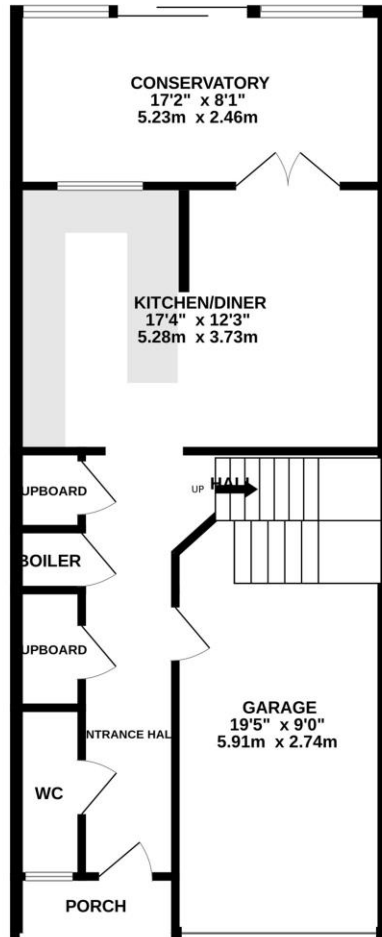 CONSERVATORY
17'2" x 8'1"
5.23m x 2.46m
KITCHEN/DINER
17'4" x 12'3"
5.28m x 3.73m
UPBOARD
UP
HALL
BOILER
UPBOARD
NTRANCE HAL
GARAGE
19'5" x 9'0"
5.91m x 2.74m
WC
PORCH